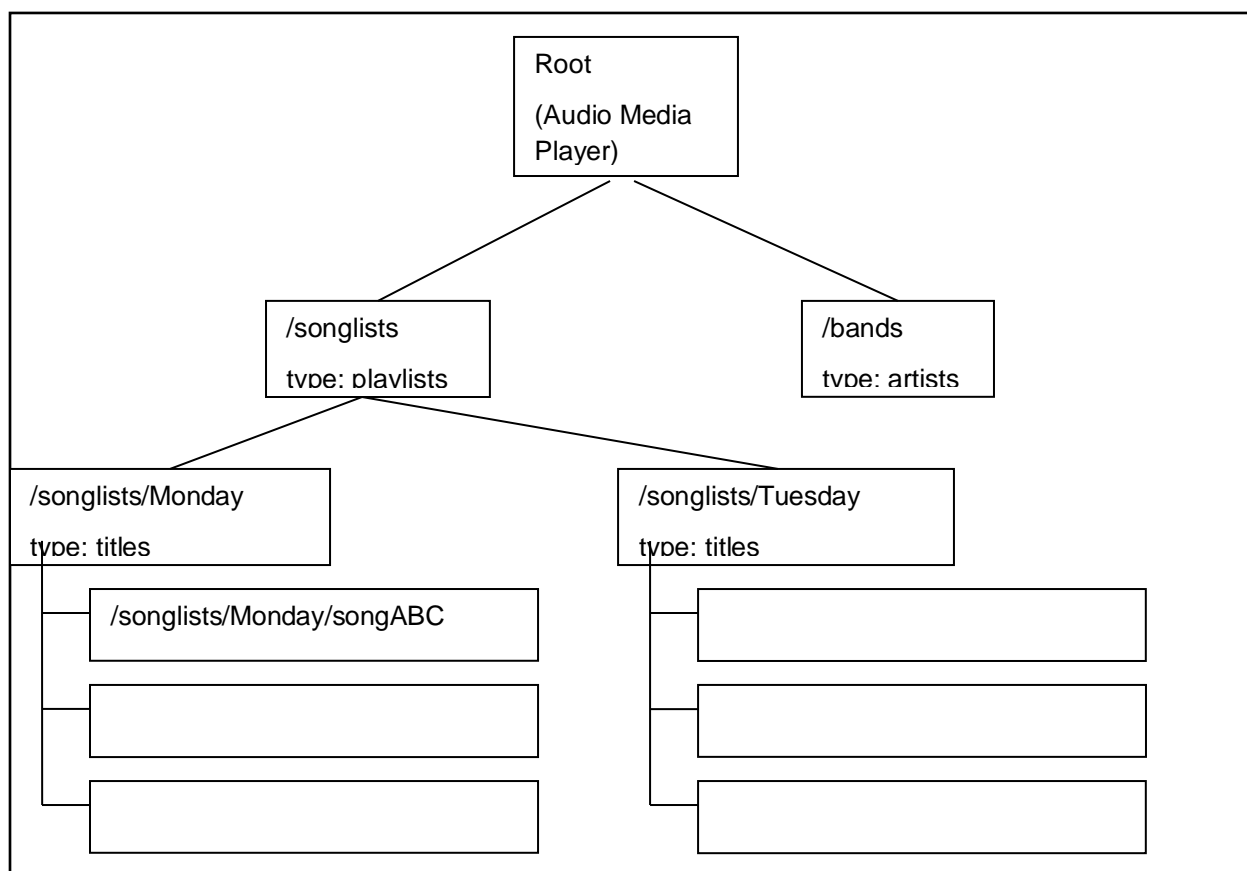 Root
(Audio Media
Player)
/songlists
type: playlists
/bands
type: artists
/songlists/Monday
type: titles
/songlists/Tuesday
type: titles
/songlists/Monday/songABC